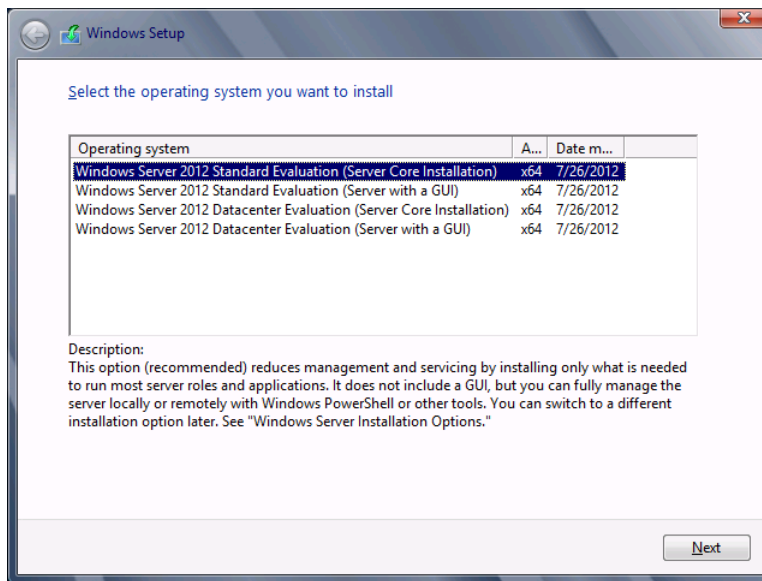 Windows Setup
Select the operating system you want to install
Operating system A... Date m...
Windows Server 2012 Standard Evaluation (Server Core Installation) x64 7/26/2012
Windows Server 2012 Standard Evaluation (Server with a GUI) x64 7/26/2012
Windows Server 2012 Datacenter Evaluation (Server Core Installation) x64 7/26/2012
Windows Server 2012 Datacenter Evaluation (Server with a GUI) x64 7/26/2012
Description:
This option (recommended) reduces management and servicing by installing only what is needed
to run most server roles and applications. It does not include a GUI, but you can fully manage the
server locally or remotely with Windows PowerShell or other tools. You can switch to a different
installation option later. See "Windows Server Installation Options."
Next